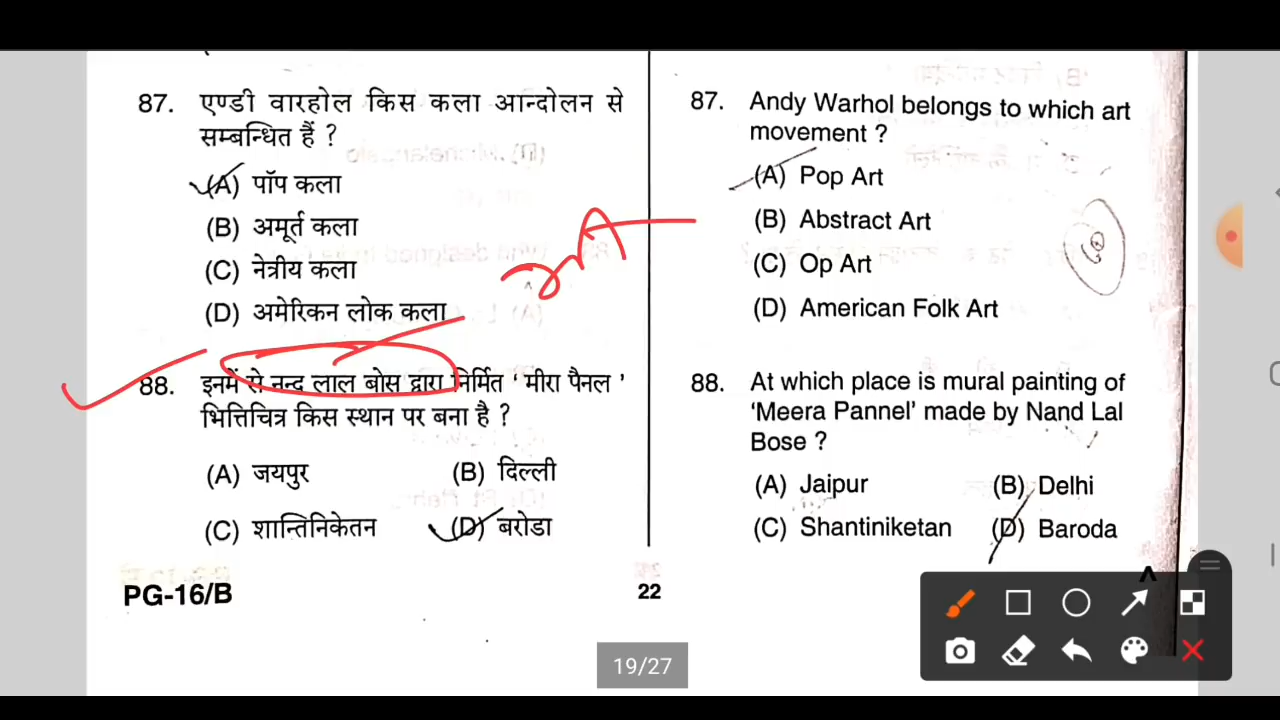 87. एण्डी वारहोल किस कला आन्दोलन से
सम्बन्धित हैं ?
(A) पॉप कला
(B) अमूर्त कला
(C) नेत्रीय कला
(D) अमेरिकन लोक कला
88. इनमें से नन्द लाल बोस द्वारा निर्मित ' मीरा पैनल '
भित्तिचित्र किस स्थान पर बना है ?
(A) जयपुर (B) दिल्ली
(C) शान्तिनिकेतन (D) बरोडा
87. Andy Warhol belongs to which art
movement ?
(A) Pop Art
(B) Abstract Art
(C) Op Art
(D) American Folk Art
88. At which place is mural painting of
'Meera Pannel' made by Nand Lal
Bose ?
(A) Jaipur (B) Delhi
(C) Shantiniketan (D) Baroda
PG-16/B 22
19/27